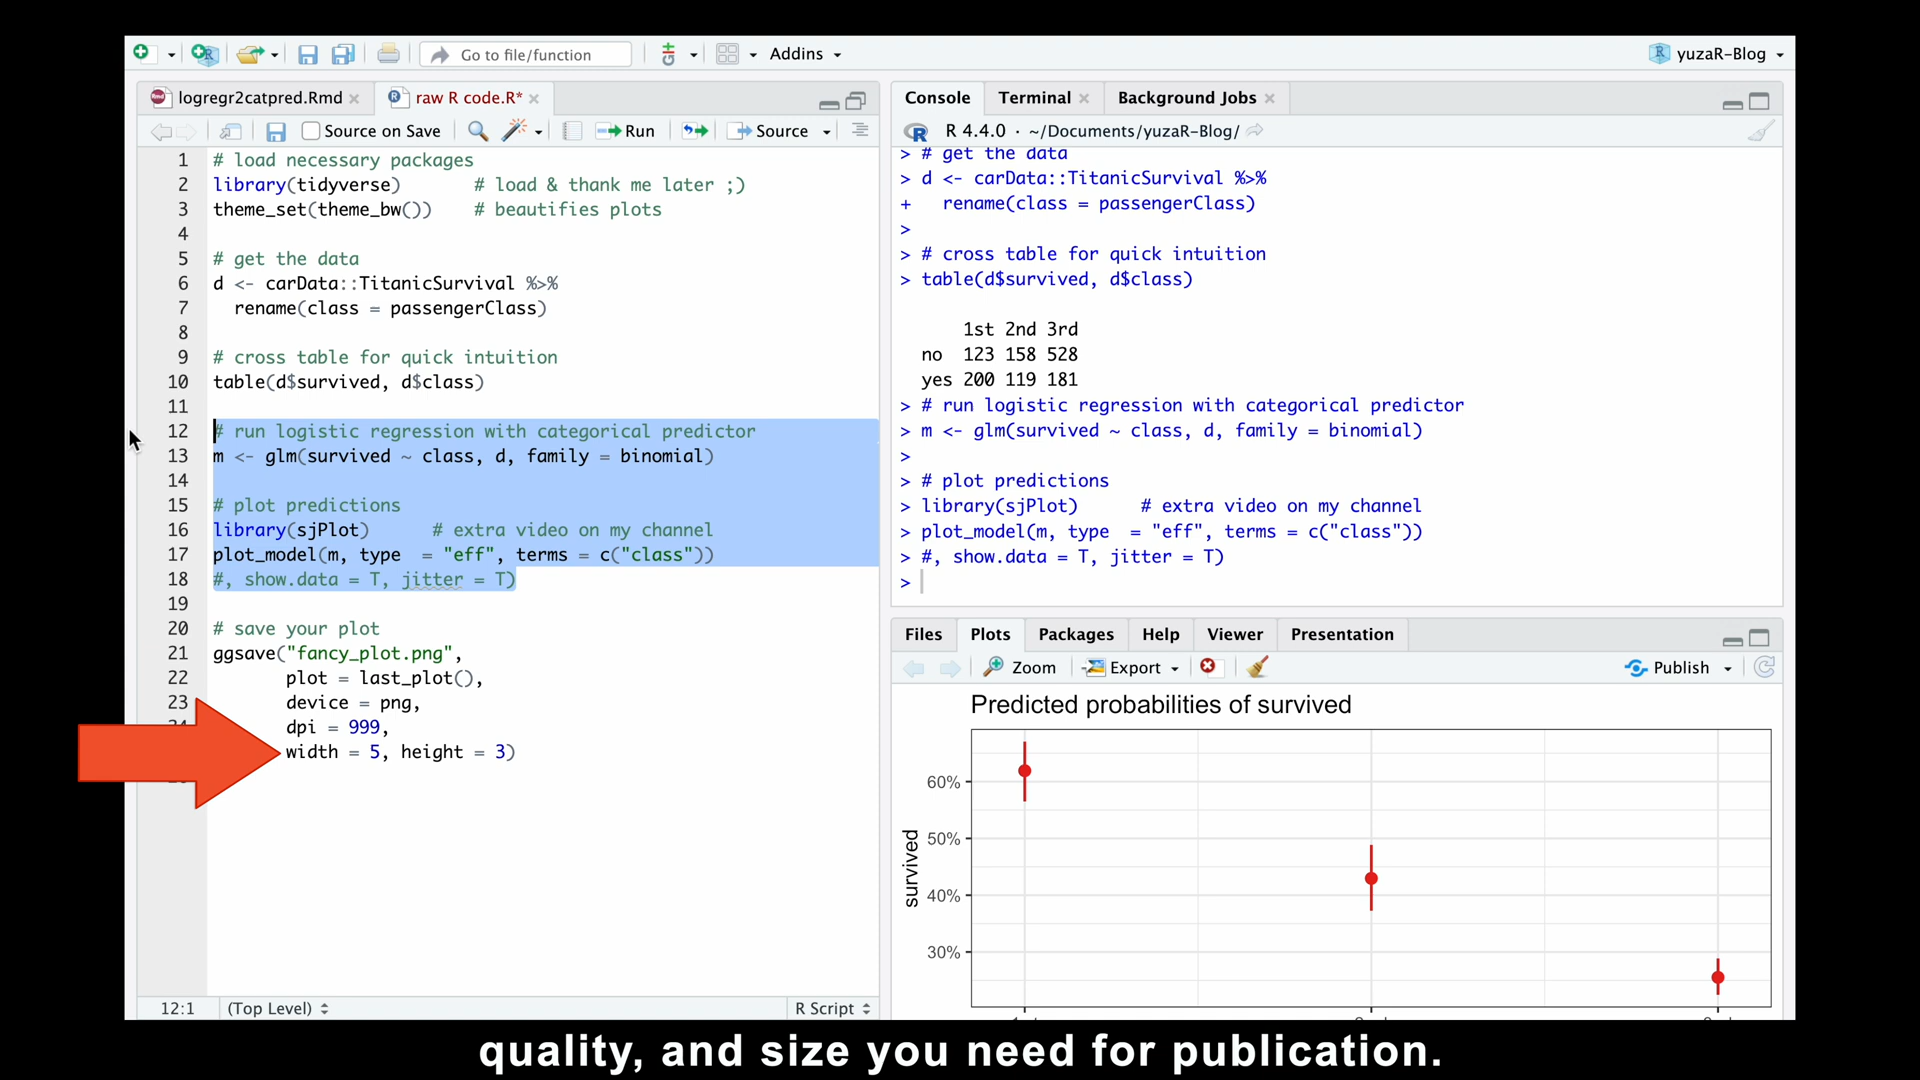 Go to file/function
Addins
yuzaR-Blog
logregr2catpred.Rmd
raw R code.R*
Source on Save
Run
Source
1 # load necessary packages
2 library(tidyverse) # load & thank me later ;)
3 theme_set(theme_bw()) # beautifies plots
4
5 # get the data
6 d <- carData::TitanicSurvival %>%
7 rename(class = passengerClass)
8
9 # cross table for quick intuition
10 table(d$survived, d$class)
11
12 # run logistic regression with categorical predictor
13 m <- glm(survived ~ class, d, family = binomial)
14
15 # plot predictions
16 library(sjPlot) # extra video on my channel
17 plot_model(m, type = "eff", terms = c("class"))
18 #, show.data = T, jitter = T)
19
20 # save your plot
21 ggsave("fancy_plot.png",
22 plot = last_plot(),
23 device = png,
24 dpi = 999,
width = 5, height = 3)
12:1 (Top Level) R Script
Console Terminal Background Jobs
R 4.4.0 · ~/Documents/yuzaR-Blog/
> # get the data
> d <- carData::TitanicSurvival %>%
+ rename(class = passengerClass)
>
> # cross table for quick intuition
> table(d$survived, d$class)
1st 2nd 3rd
no 123 158 528
yes 200 119 181
> # run logistic regression with categorical predictor
> m <- glm(survived ~ class, d, family = binomial)
>
> # plot predictions
> library(sjPlot) # extra video on my channel
> plot_model(m, type = "eff", terms = c("class"))
> #, show.data = T, jitter = T)
>
Files Plots Packages Help Viewer Presentation
Zoom Export Publish
Predicted probabilities of survived
60%
50%
40%
30%
survived
quality, and size you need for publication.